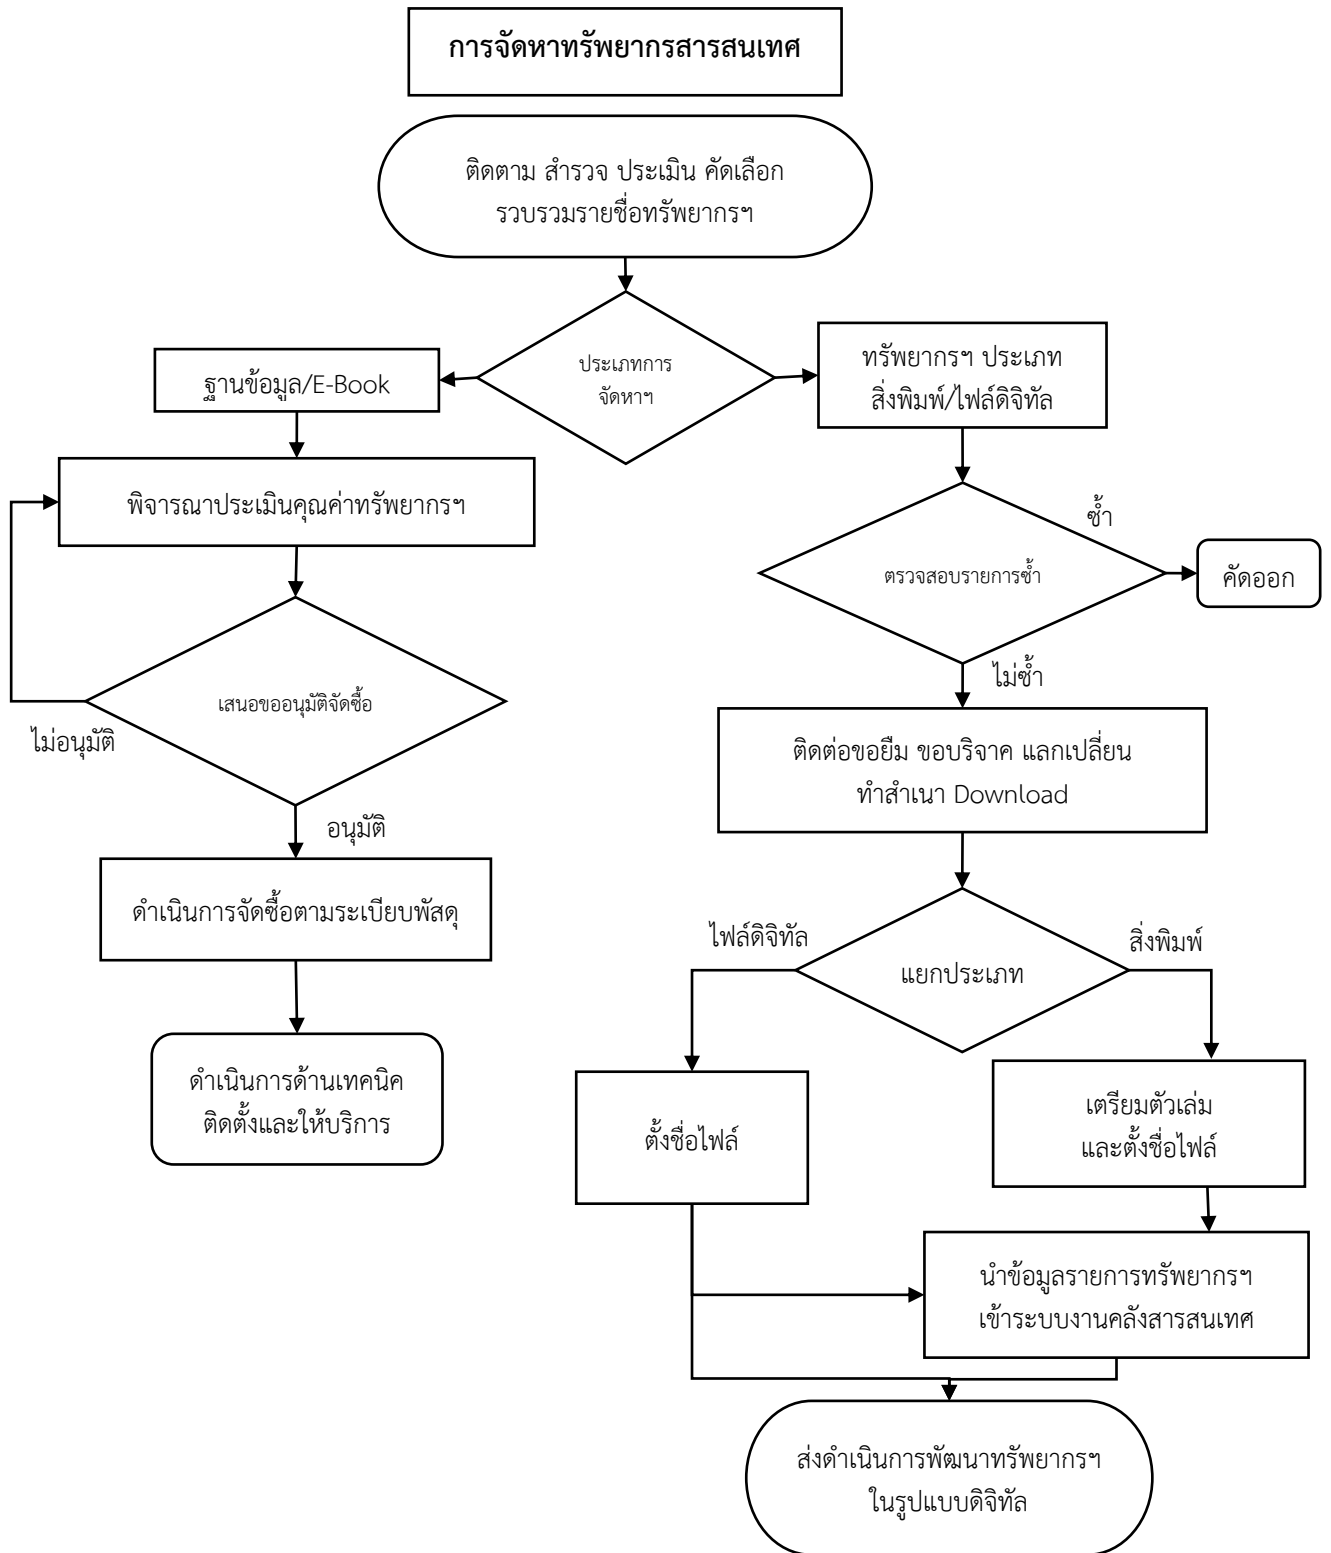 การจัดหาทรัพยากรสารสนเทศ
ติดตาม สำรวจ ประเมิน คัดเลือก
รวบรวมรายชื่อทรัพยากรฯ
ประเภทการ
จัดหาฯ
ฐานข้อมูล/E-Book
พิจารณาประเมินคุณค่าทรัพยากรฯ
เสนอขออนุมัติจัดซื้อ
ไม่อนุมัติ
อนุมัติ
ดำเนินการจัดซื้อตามระเบียบพัสดุ
ดำเนินการด้านเทคนิค
ติดตั้งและให้บริการ
ทรัพยากรฯ ประเภท
สิ่งพิมพ์/ไฟล์ดิจิทัล
ตรวจสอบรายการซ้ำ
ซ้ำ
คัดออก
ไม่ซ้ำ
ติดต่อขอยืม ขอบริจาค แลกเปลี่ยน
ทำสำเนา Download
แยกประเภท
ไฟล์ดิจิทัล
สิ่งพิมพ์
ตั้งชื่อไฟล์
เตรียมตัวเล่ม
และตั้งชื่อไฟล์
นำข้อมูลรายการทรัพยากรฯ
เข้าระบบงานคลังสารสนเทศ
ส่งดำเนินการพัฒนาทรัพยากรฯ
ในรูปแบบดิจิทัล